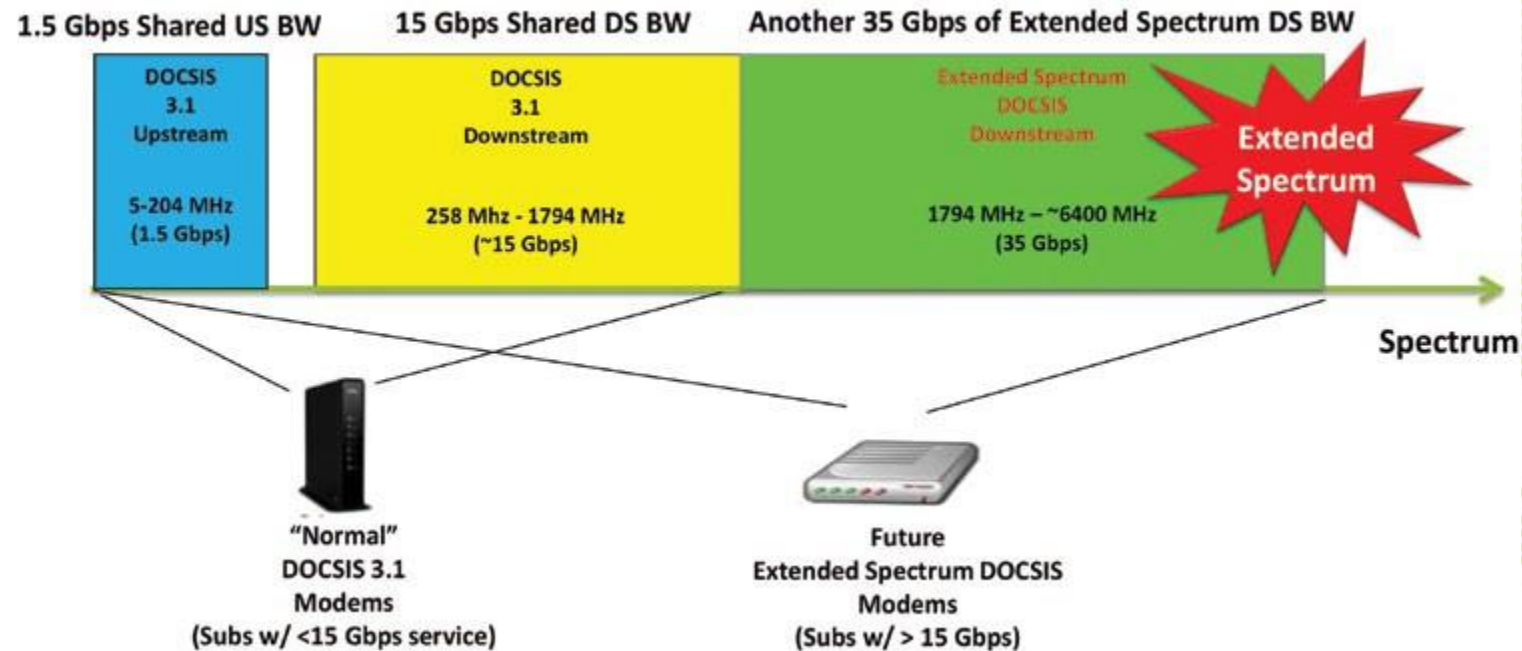 1.5 Gbps Shared US BW
15 Gbps Shared DS BW
Another 35 Gbps of Extended Spectrum DS BW
DOCSIS
3.1
Upstream
5-204 MHz
(1.5 Gbps)
DOCSIS
3.1
Downstream
258 Mhz - 1794 MHz
(~15 Gbps)
Extended Spectrum
DOCSIS
Downstream
1794 MHz – ~6400 MHz
(35 Gbps)
Extended
Spectrum
Spectrum
“Normal”
DOCSIS 3.1
Modems
(Subs w/ <15 Gbps service)
Future
Extended Spectrum DOCSIS
Modems
(Subs w/ > 15 Gbps)